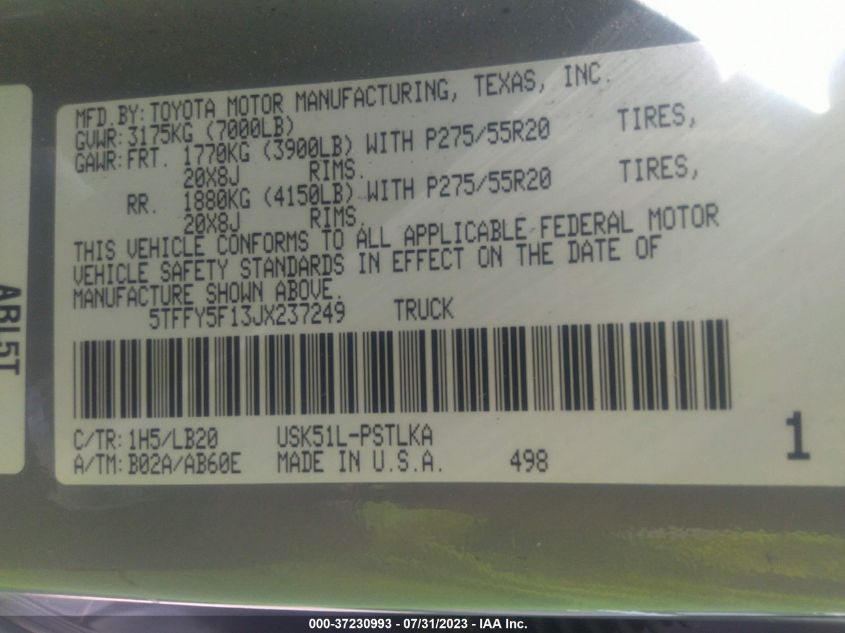 MFD.BY:TOYOTA MOTOR MANUFACTURING, TEXAS, INC.
GVWR:3175KG (7000LB)
GAWR:FRT. 1770KG (3900LB) WITH P275/55R20 TIRES,
20X8J RIMS.
RR. 1880KG (4150LB) WITH P275/55R20 TIRES,
20X8J RIMS.
THIS VEHICLE CONFORMS TO ALL APPLICABLE FEDERAL MOTOR
VEHICLE SAFETY STANDARDS IN EFFECT ON THE DATE OF
MANUFACTURE SHOWN ABOVE.
5TFFY5F13JX237249 TRUCK
C/TR:1H5/LB20 USK51L-PSTLKA
A/TM:B02A/AB60E MADE IN U.S.A. 498
1
000-37230993 - 07/31/2023 - IAA Inc.